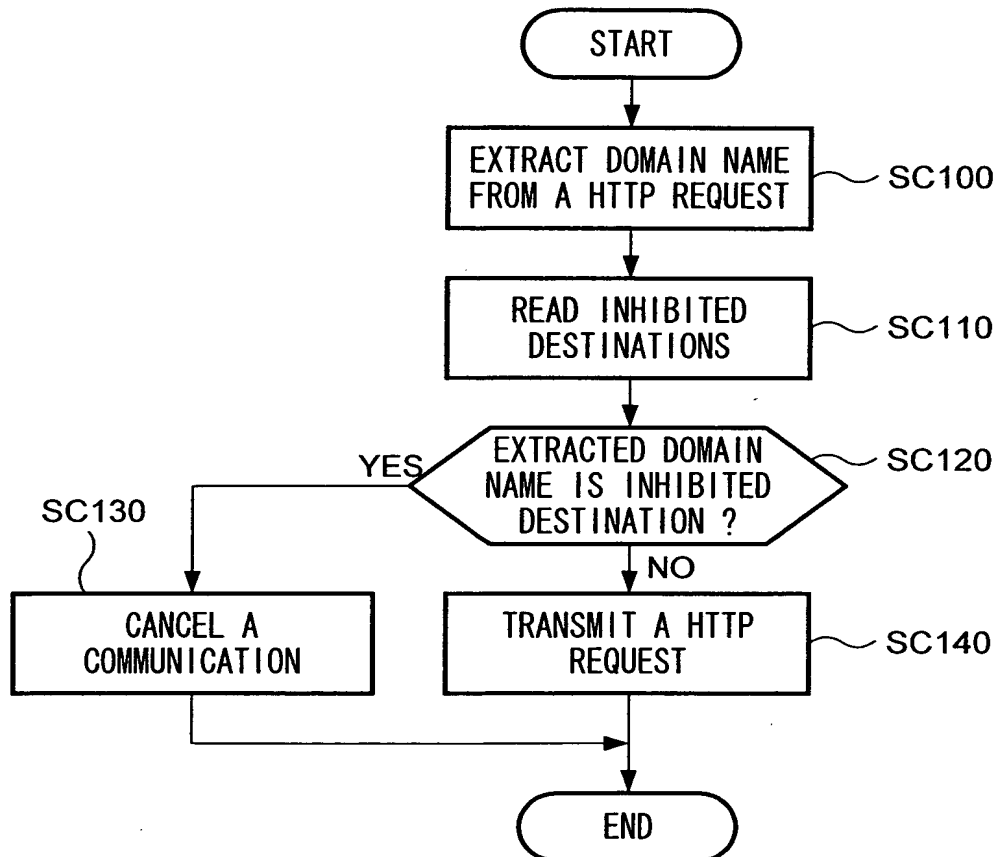 START
EXTRACT DOMAIN NAME
FROM A HTTP REQUEST
SC100
READ INHIBITED
DESTINATIONS
SC110
EXTRACTED DOMAIN
NAME IS INHIBITED
DESTINATION ?
SC120
YES
NO
SC130
CANCEL A
COMMUNICATION
TRANSMIT A HTTP
REQUEST
SC140
END